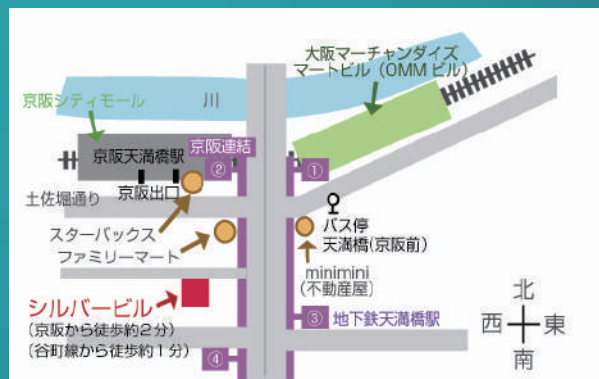 大阪マーチャンダイズ
マートビル（OMMビル）
京阪シティモール
川
京阪連結
京阪天満橋駅
②
①
京阪出口
土佐堀通り
スターバックス
ファミリーマート
バス停
天満橋(京阪前)
minimini
（不動産屋）
シルバービル
（京阪から徒歩約２分）
（谷町線から徒歩約１分）
③ 地下鉄天満橋駅
④
北
西 東
南